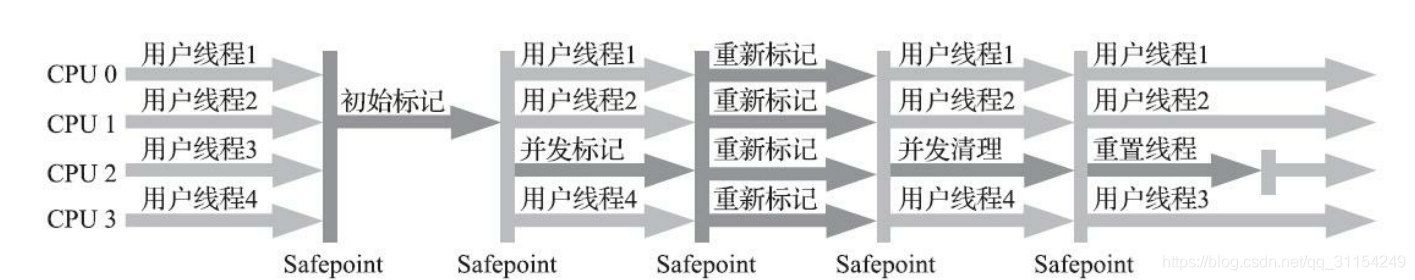 用户线程1 用户线程1 重新标记 用户线程1 用户线程1
CPU 0
用户线程2 初始标记 用户线程2 重新标记 用户线程2 用户线程2
CPU 1
用户线程3 并发标记 重新标记 并发清理 重置线程
CPU 2
用户线程4 用户线程4 重新标记 用户线程4 用户线程3
CPU 3
Safepoint Safepoint Safepoint Safepoint Safepoint
https://blog.csdn.net/qq_31154249